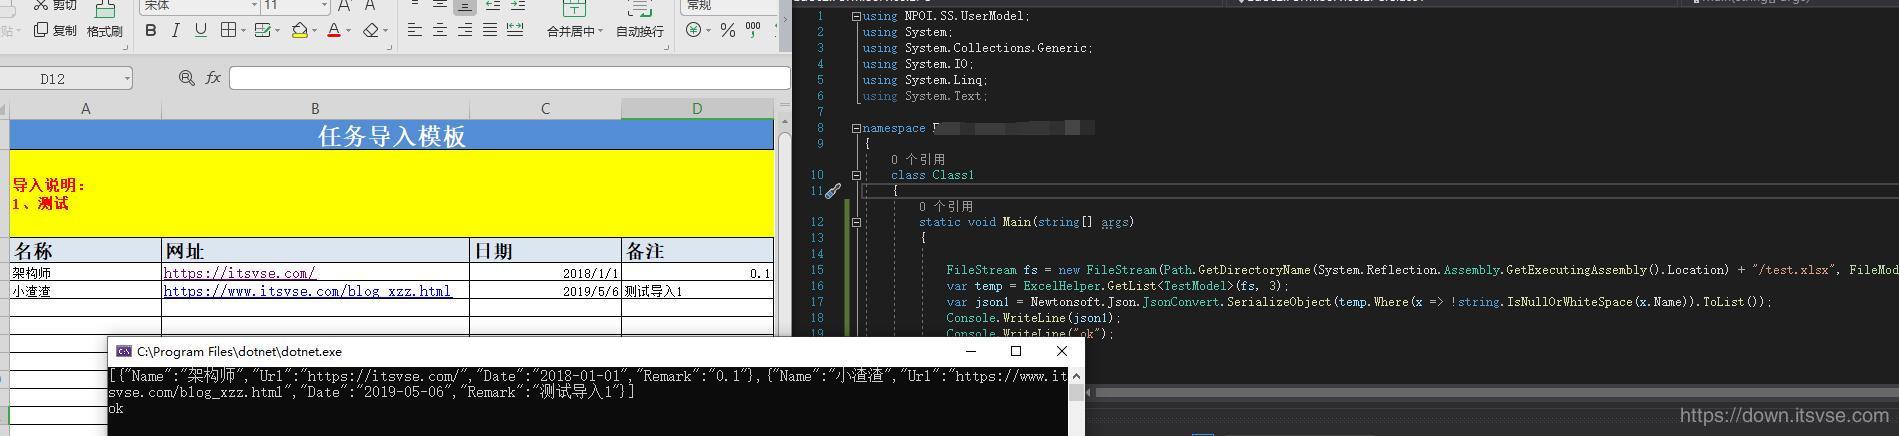 剪切
宋体
11
A
A
常规
复制
格式刷
B I U
A
合并居中
自动换行
% 000
D12
fx
A B C D
任务导入模板
导入说明：
1、测试
名称 网址 日期 备注
架构师 https://itsvse.com/ 2018/1/1 0.1
小渣渣 https://www.itsvse.com/blog_xzz.html 2019/5/6 测试导入1
1 using NPOI.SS.UserModel;
2 using System;
3 using System.Collections.Generic;
4 using System.IO;
5 using System.Linq;
6 using System.Text;
7
8 namespace
9 {
0 个引用
10 class Class1
11 {
0 个引用
12 static void Main(string[] args)
13 {
14
15 FileStream fs = new FileStream(Path.GetDirectoryName(System.Reflection.Assembly.GetExecutingAssembly().Location) + "/test.xlsx", FileMod
16 var temp = ExcelHelper.GetList<TestModel>(fs, 3);
17 var json1 = Newtonsoft.Json.JsonConvert.SerializeObject(temp.Where(x => !string.IsNullOrWhiteSpace(x.Name)).ToList());
18 Console.WriteLine(json1);
19 Console.WriteLine("ok");
C:\Program Files\dotnet\dotnet.exe
[{"Name":"架构师","Url":"https://itsvse.com/","Date":"2018-01-01","Remark":"0.1"},{"Name":"小渣渣","Url":"https://www.it
svse.com/blog_xzz.html","Date":"2019-05-06","Remark":"测试导入1"}]
ok
https://down.itsvse.com